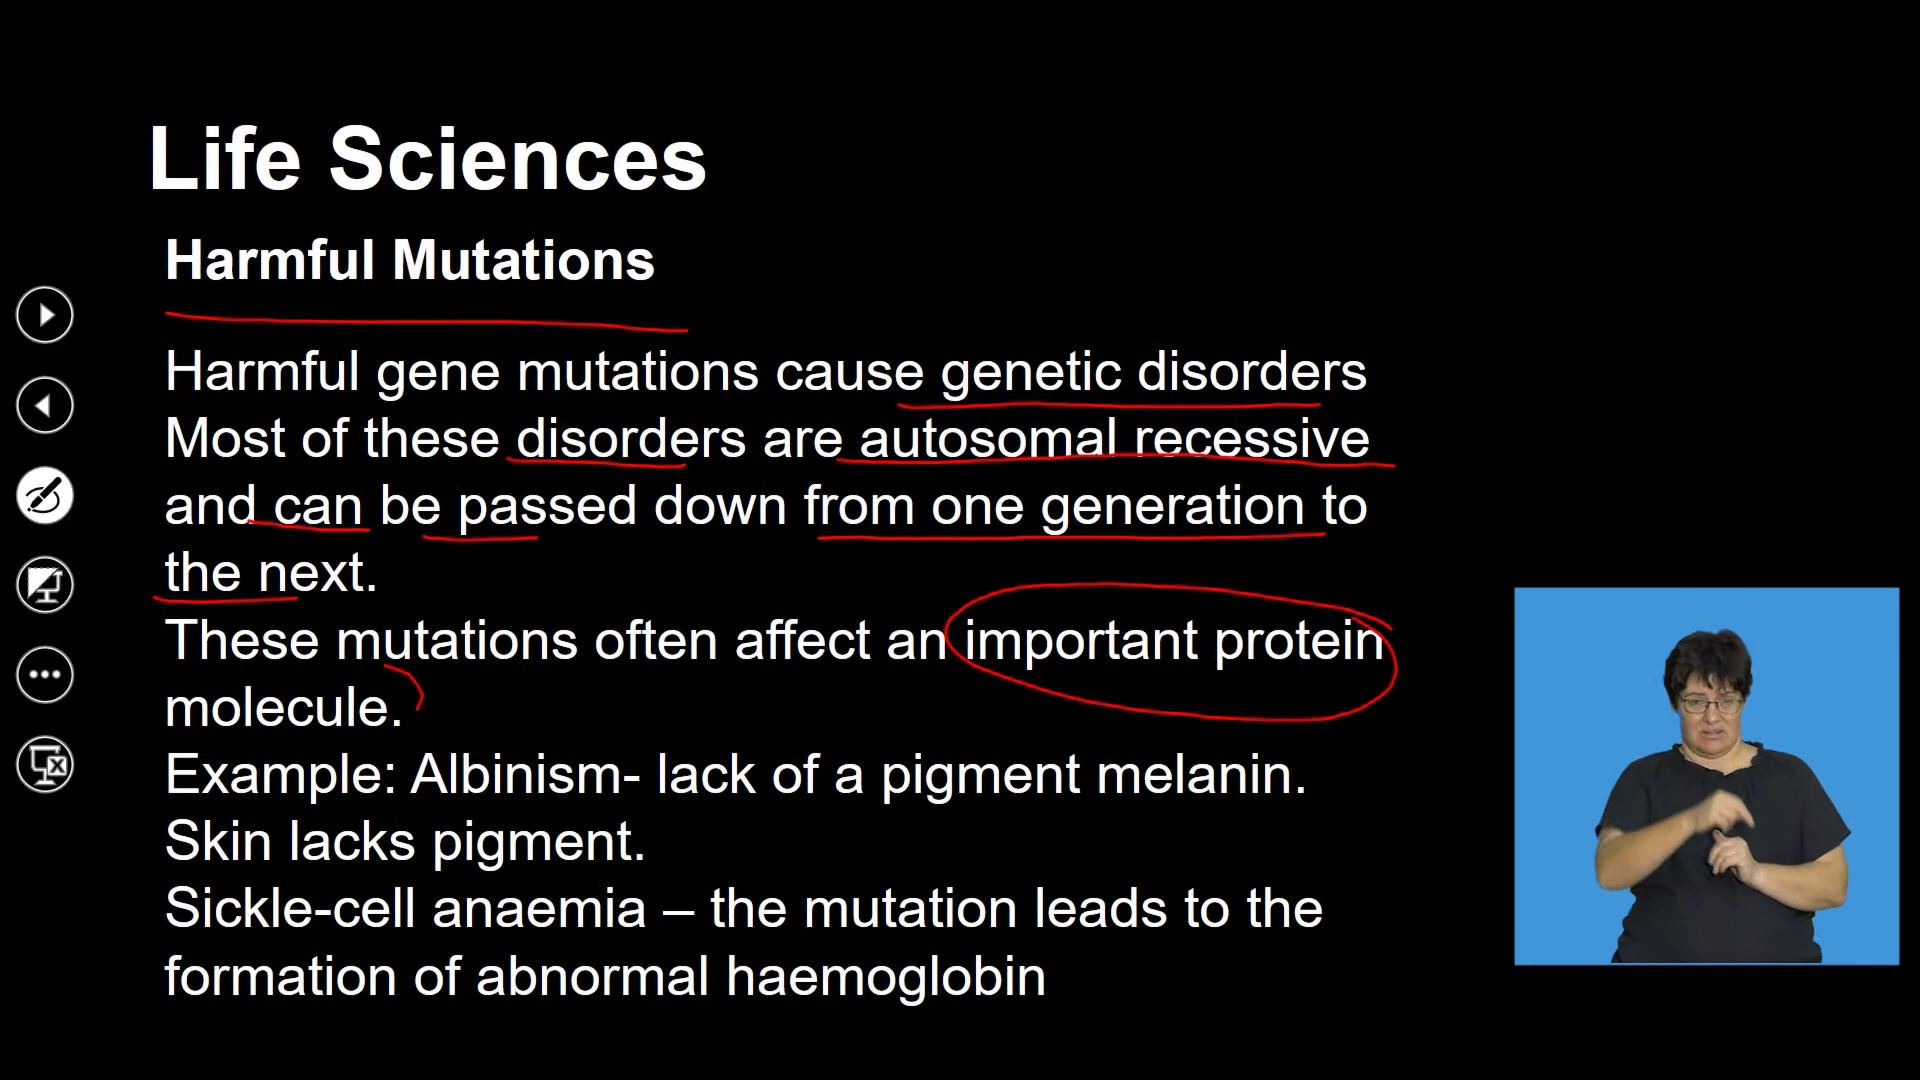 Life Sciences
Harmful Mutations
Harmful gene mutations cause genetic disorders
Most of these disorders are autosomal recessive
and can be passed down from one generation to
the next.
These mutations often affect an important protein
molecule.
Example: Albinism- lack of a pigment melanin.
Skin lacks pigment.
Sickle-cell anaemia – the mutation leads to the
formation of abnormal haemoglobin